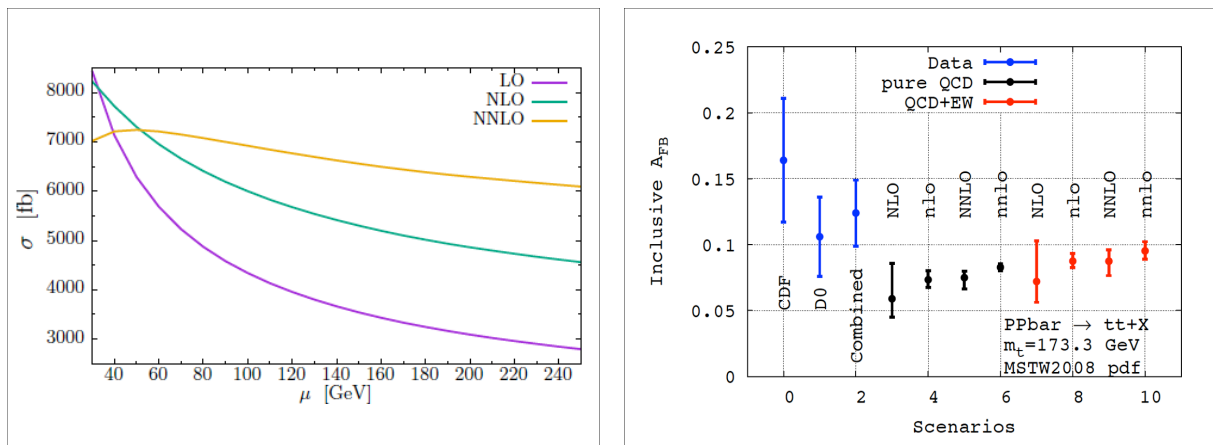 LO
NLO
NNLO
8000
7000
6000
5000
4000
3000
σ [fb]
40 60 80 100 120 140 160 180 200 220 240
μ [GeV]
0.25
0.2
0.15
0.1
0.05
0
Inclusive A_FB
Data
pure QCD
QCD+EW
NLO nlO NNLO nnlo NLO nlO NNLO nnlo
CDF D0 Combined
PPbar → tt+X
m_t=173.3 GeV
MSTW2008 pdf
0 2 4 6 8 10
Scenarios